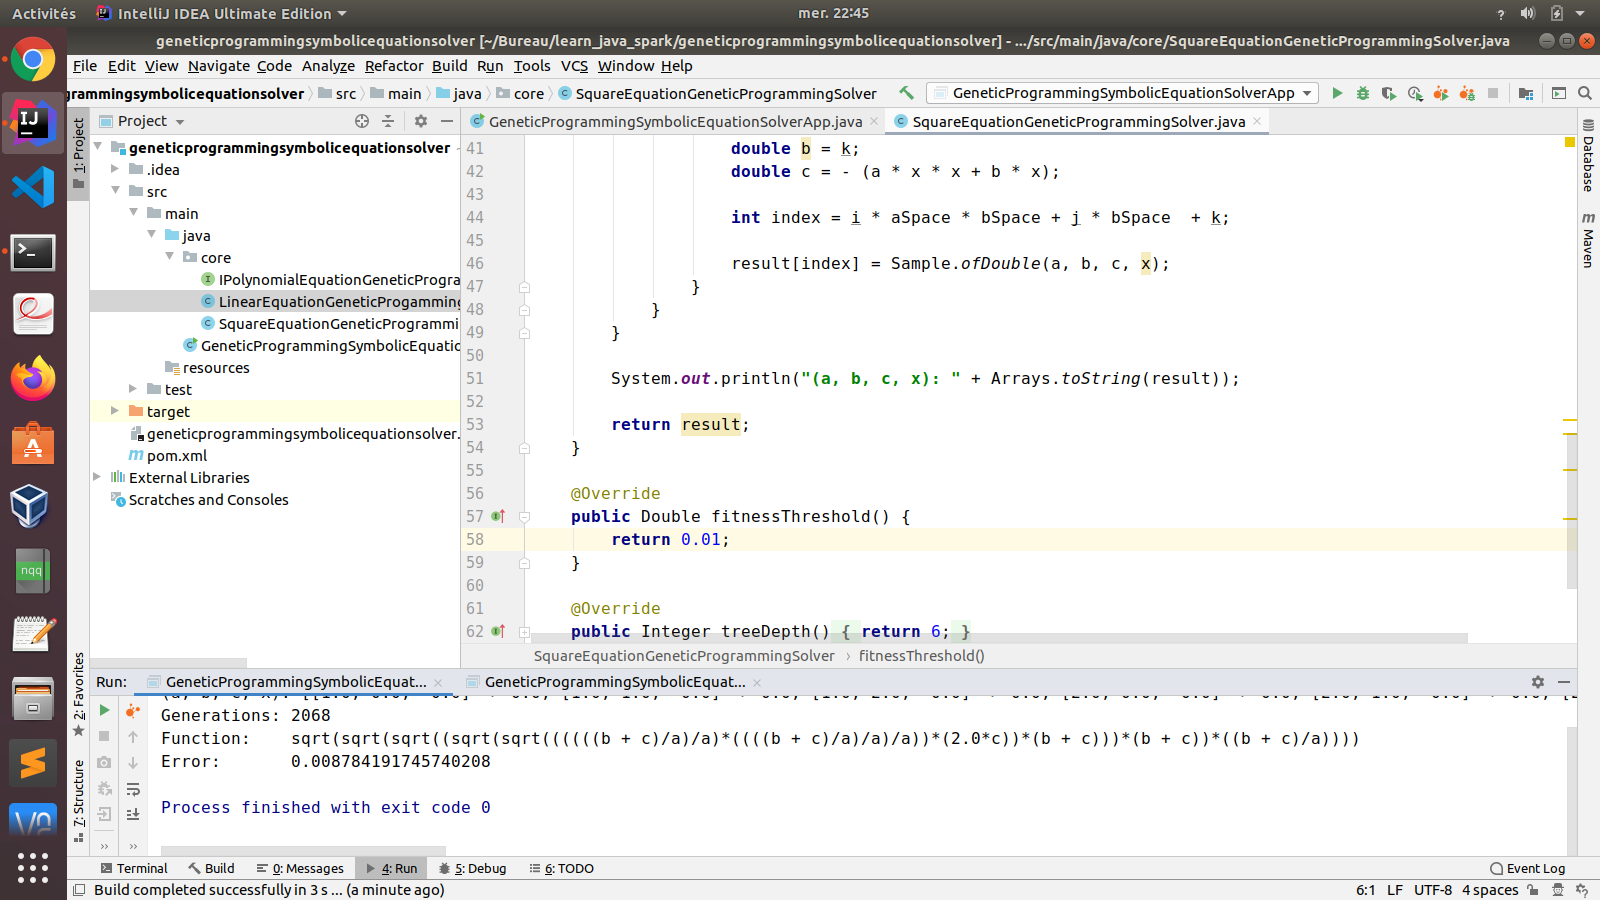 Activités
IntelliJ IDEA Ultimate Edition
mer. 22:45
geneticprogrammingsymbolicequationsolver [~/Bureau/learn_java_spark/geneticprogrammingsymbolicequationsolver] - .../src/main/java/core/SquareEquationGeneticProgrammingSolver.java
File Edit View Navigate Code Analyze Refactor Build Run Tools VCS Window Help
grammingsymbolicequationsolver src main java core SquareEquationGeneticProgrammingSolver
GeneticProgrammingSymbolicEquationSolverApp
Project
GeneticProgrammingSymbolicEquationSolverApp.java
SquareEquationGeneticProgrammingSolver.java
1: Project
geneticprogrammingsymbolicequationsolver
.idea
src
main
java
core
IPolynomialEquationGeneticProgra
LinearEquationGeneticProgamming
SquareEquationGeneticProgrammi
GeneticProgrammingSymbolicEquatic
resources
test
target
geneticprogrammingsymbolicequationsolver.
pom.xml
External Libraries
Scratches and Consoles
41 double b = k;
42 double c = - (a * x * x + b * x);
43
44 int index = i * aSpace * bSpace + j * bSpace  + k;
45
46 result[index] = Sample.ofDouble(a, b, c, x);
47 }
48 }
49 }
50
51 System.out.println("(a, b, c, x): " + Arrays.toString(result));
52
53 return result;
54 }
55
56 @Override
57 public Double fitnessThreshold() {
58 return 0.01;
59 }
60
61 @Override
62 public Integer treeDepth() { return 6; }
SquareEquationGeneticProgrammingSolver › fitnessThreshold()
Database
Maven
2: Favorites
7: Structure
Run:
GeneticProgrammingSymbolicEquat...
GeneticProgrammingSymbolicEquat...
Generations: 2068
Function: sqrt(sqrt(sqrt((sqrt(sqrt((((((b + c)/a)/a)*((((b + c)/a)/a)/a))*(2.0*c))*(b + c)))*(b + c))*((b + c)/a))))
Error: 0.008784191745740208
Process finished with exit code 0
Terminal Build 0: Messages 4: Run 5: Debug 6: TODO
Event Log
Build completed successfully in 3 s ... (a minute ago)
6:1 LF UTF-8 4 spaces
nqq